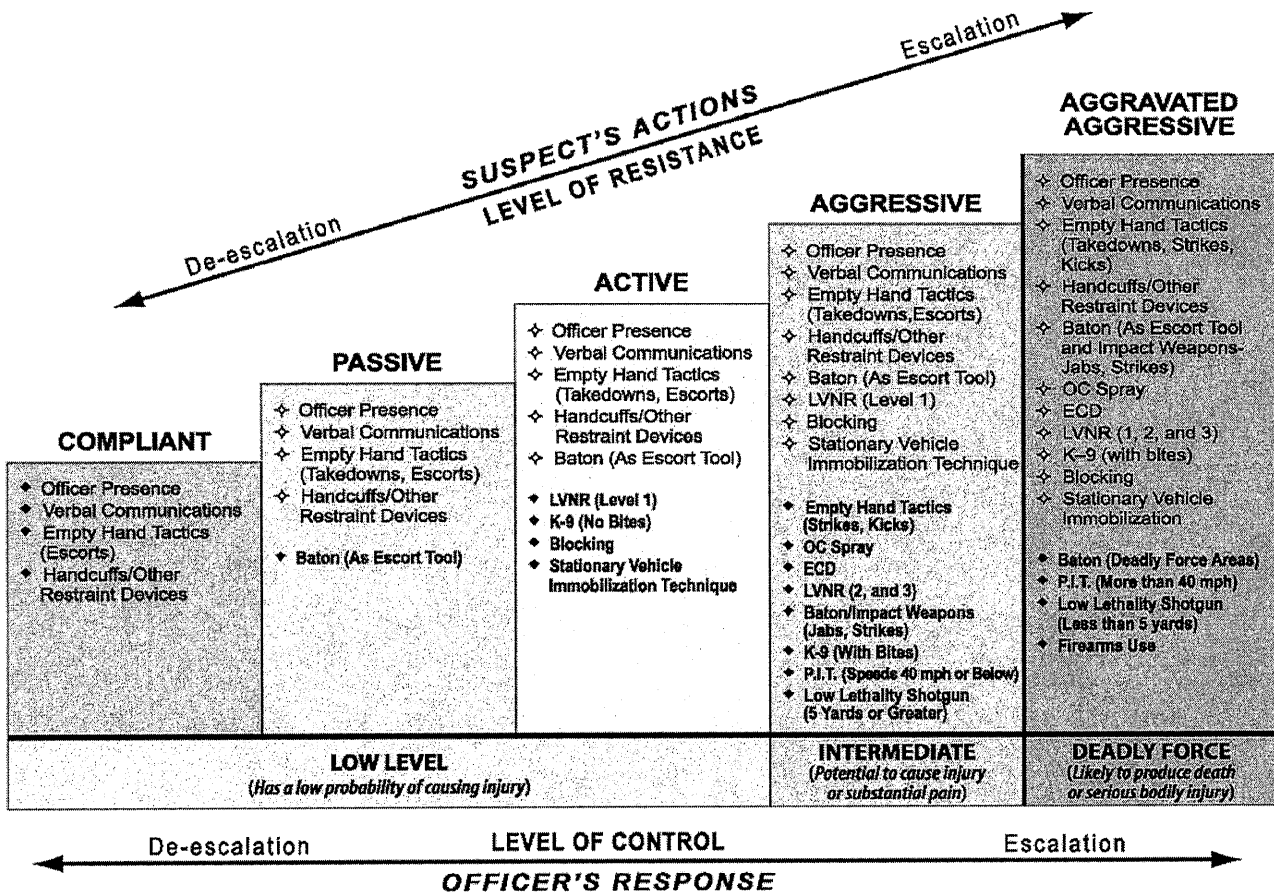 Escalation
SUSPECT'S ACTIONS
LEVEL OF RESISTANCE
De-escalation
COMPLIANT
◆ Officer Presence
◆ Verbal Communications
◆ Empty Hand Tactics
(Escorts)
◆ Handcuffs/Other
Restraint Devices
PASSIVE
✧ Officer Presence
✧ Verbal Communications
✧ Empty Hand Tactics
(Takedowns, Escorts)
✧ Handcuffs/Other
Restraint Devices
◆ Baton (As Escort Tool)
ACTIVE
✧ Officer Presence
✧ Verbal Communications
✧ Empty Hand Tactics
(Takedowns, Escorts)
✧ Handcuffs/Other
Restraint Devices
✧ Baton (As Escort Tool)
◆ LVNR (Level 1)
◆ K-9 (No Bites)
◆ Blocking
◆ Stationary Vehicle
Immobilization Technique
AGGRESSIVE
✧ Officer Presence
✧ Verbal Communications
✧ Empty Hand Tactics
(Takedowns,Escorts)
✧ Handcuffs/Other
Restraint Devices
✧ Baton (As Escort Tool)
✧ LVNR (Level 1)
✧ Blocking
✧ Stationary Vehicle
Immobilization Technique
◆ Empty Hand Tactics
(Strikes, Kicks)
◆ OC Spray
◆ ECD
◆ LVNR (2, and 3)
◆ Baton/Impact Weapons
(Jabs, Strikes)
◆ K-9 (With Bites)
◆ P.I.T. (Speeds 40 mph or Below)
◆ Low Lethality Shotgun
(5 Yards or Greater)
AGGRAVATED
AGGRESSIVE
✧ Officer Presence
✧ Verbal Communications
✧ Empty Hand Tactics
(Takedowns, Strikes,
Kicks)
✧ Handcuffs/Other
Restraint Devices
✧ Baton (As Escort Tool
and Impact Weapons-
Jabs, Strikes)
✧ OC Spray
✧ ECD
✧ LVNR (1, 2, and 3)
✧ K–9 (with bites)
✧ Blocking
✧ Stationary Vehicle
Immobilization
◆ Baton (Deadly Force Areas)
◆ P.I.T. (More than 40 mph)
◆ Low Lethality Shotgun
(Less than 5 yards)
◆ Firearms Use
LOW LEVEL
(Has a low probability of causing injury)
INTERMEDIATE
(Potential to cause injury
or substantial pain)
DEADLY FORCE
(Likely to produce death
or serious bodily injury)
De-escalation
LEVEL OF CONTROL
Escalation
OFFICER'S RESPONSE